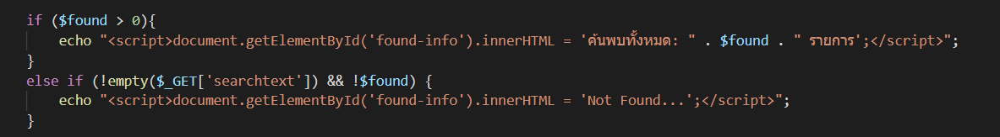 if ($found > 0){
    echo "<script>document.getElementById('found-info').innerHTML = 'ค้นพบทั้งหมด: " . $found . " รายการ';</script>";
}
else if (!empty($_GET['searchtext']) && !$found) {
    echo "<script>document.getElementById('found-info').innerHTML = 'Not Found...';</script>";
}